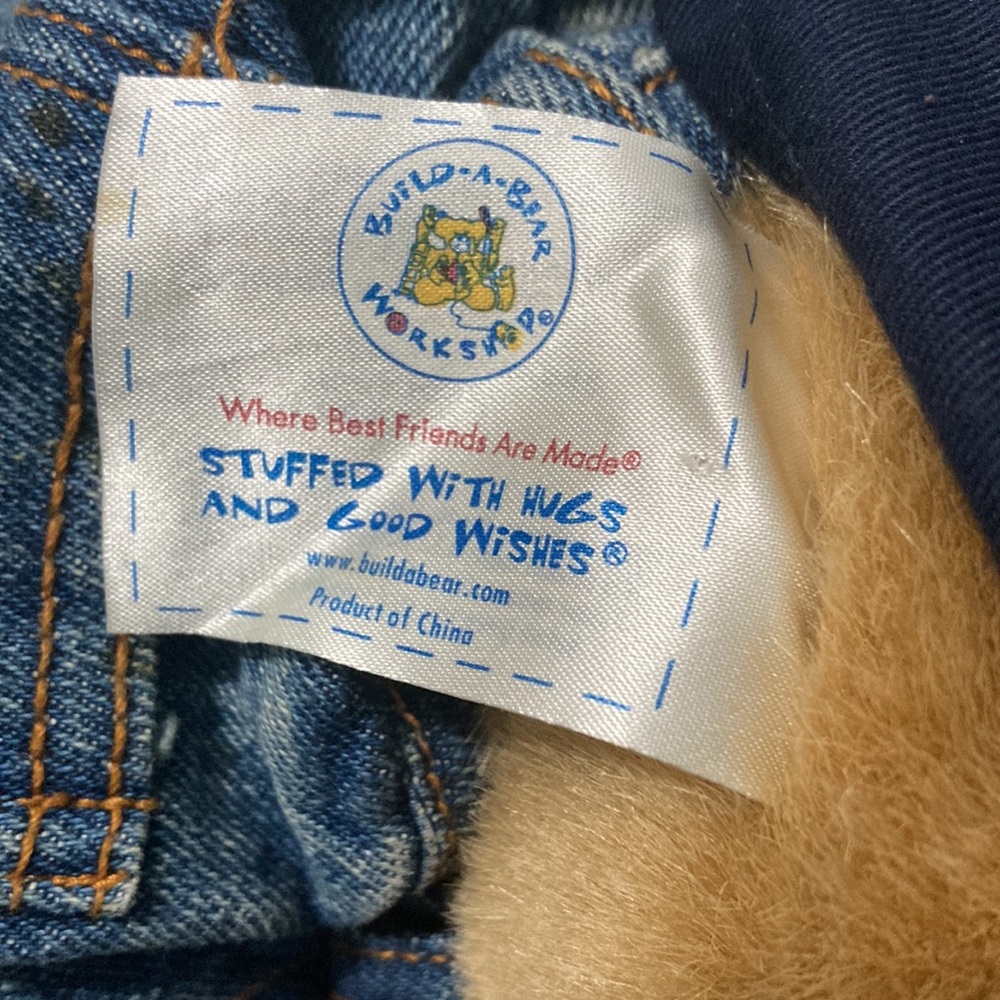 BUILD-A-BEAR
WORKSHOP®
Where Best Friends Are Made®
STUFFED WiTH HUGS
AND GOOD WiSHES®
www.buildabear.com
Product of China